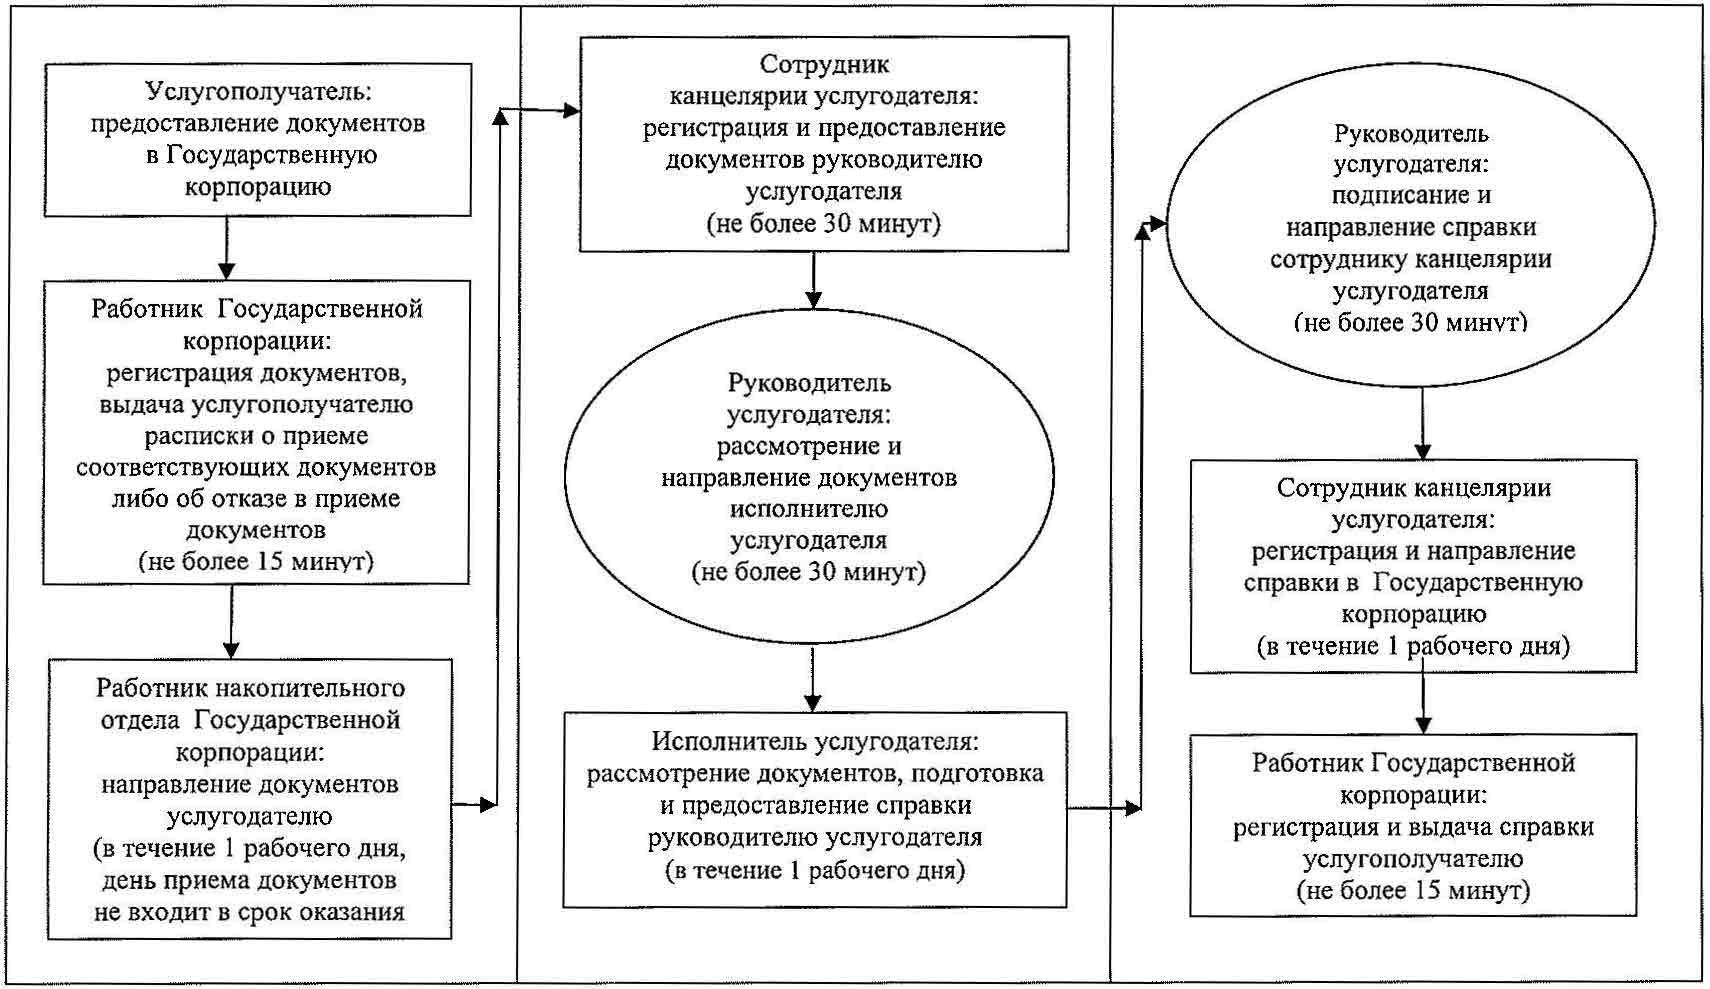 Услугополучатель:
предоставление документов
в Государственную
корпорацию
Работник Государственной
корпорации:
регистрация документов,
выдача услугополучателю
расписки о приеме
соответствующих документов
либо об отказе в приеме
документов
(не более 15 минут)
Работник накопительного
отдела Государственной
корпорации:
направление документов
услугодателю
(в течение 1 рабочего дня,
день приема документов
не входит в срок оказания
Сотрудник
канцелярии услугодателя:
регистрация и предоставление
документов руководителю
услугодателя
(не более 30 минут)
Руководитель
услугодателя:
рассмотрение и
направление документов
исполнителю
услугодателя
(не более 30 минут)
Исполнитель услугодателя:
рассмотрение документов, подготовка
и предоставление справки
руководителю услугодателя
(в течение 1 рабочего дня)
Руководитель
услугодателя:
подписание и
направление справки
сотруднику канцелярии
услугодателя
(не более 30 минут)
Сотрудник канцелярии
услугодателя:
регистрация и направление
справки в Государственную
корпорацию
(в течение 1 рабочего дня)
Работник Государственной
корпорации:
регистрация и выдача справки
услугополучателю
(не более 15 минут)